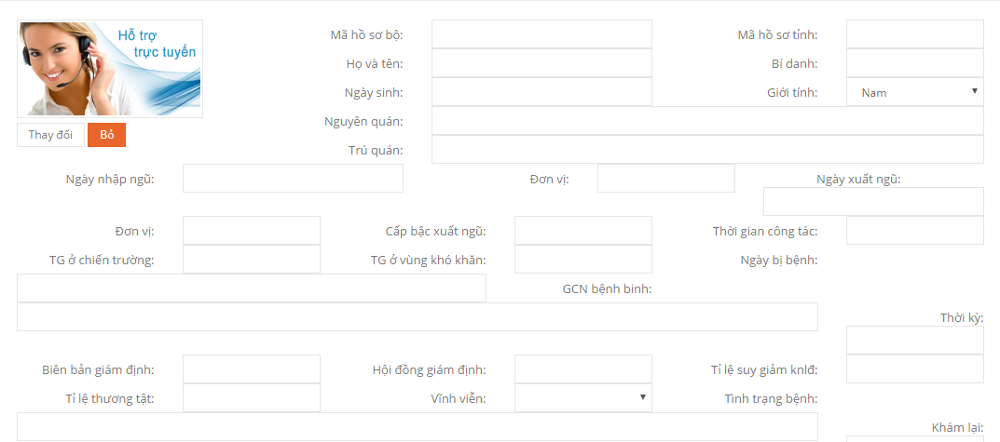 Hỗ trợ
trực tuyến
Thay đổi Bỏ
Mã hồ sơ bộ: Mã hồ sơ tỉnh:
Họ và tên: Bí danh:
Ngày sinh: Giới tính: Nam
Nguyên quán:
Trú quán:
Ngày nhập ngũ: Đơn vị: Ngày xuất ngũ:
Đơn vị: Cấp bậc xuất ngũ: Thời gian công tác:
TG ở chiến trường: TG ở vùng khó khăn: Ngày bị bệnh:
GCN bệnh binh:
Thời kỳ:
Biên bản giám định: Hội đồng giám định: Tỉ lệ suy giảm knlđ:
Tỉ lệ thương tật: Vĩnh viễn: Tình trạng bệnh:
Khám lại: